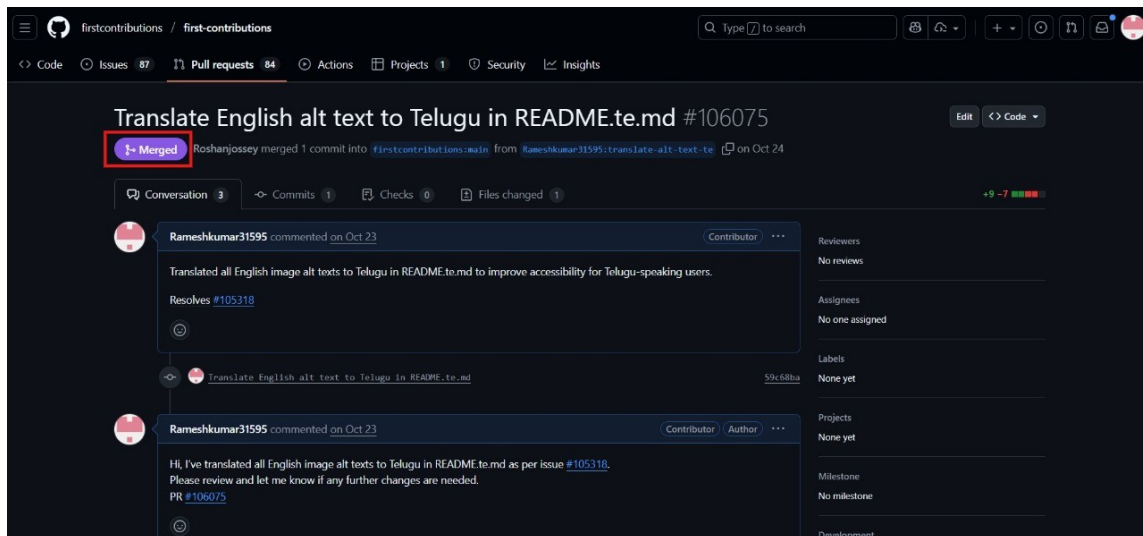 firstcontributions / first-contributions
Type / to search
Code Issues 87 Pull requests 84 Actions Projects 1 Security Insights
Translate English alt text to Telugu in README.te.md #106075
Edit Code
Merged Roshanjossey merged 1 commit into firstcontributions:main from Rameshkumar31595:translate-alt-text-te on Oct 24
Conversation 3 Commits 1 Checks 0 Files changed 1
+9 −7
Rameshkumar31595 commented on Oct 23 Contributor
Translated all English image alt texts to Telugu in README.te.md to improve accessibility for Telugu-speaking users.
Resolves #105318
Translate English alt text to Telugu in README.te.md 59c68ba
Rameshkumar31595 commented on Oct 23 Contributor Author
Hi, I've translated all English image alt texts to Telugu in README.te.md as per issue #105318.
Please review and let me know if any further changes are needed.
PR #106075
Reviewers
No reviews
Assignees
No one assigned
Labels
None yet
Projects
None yet
Milestone
No milestone
Development